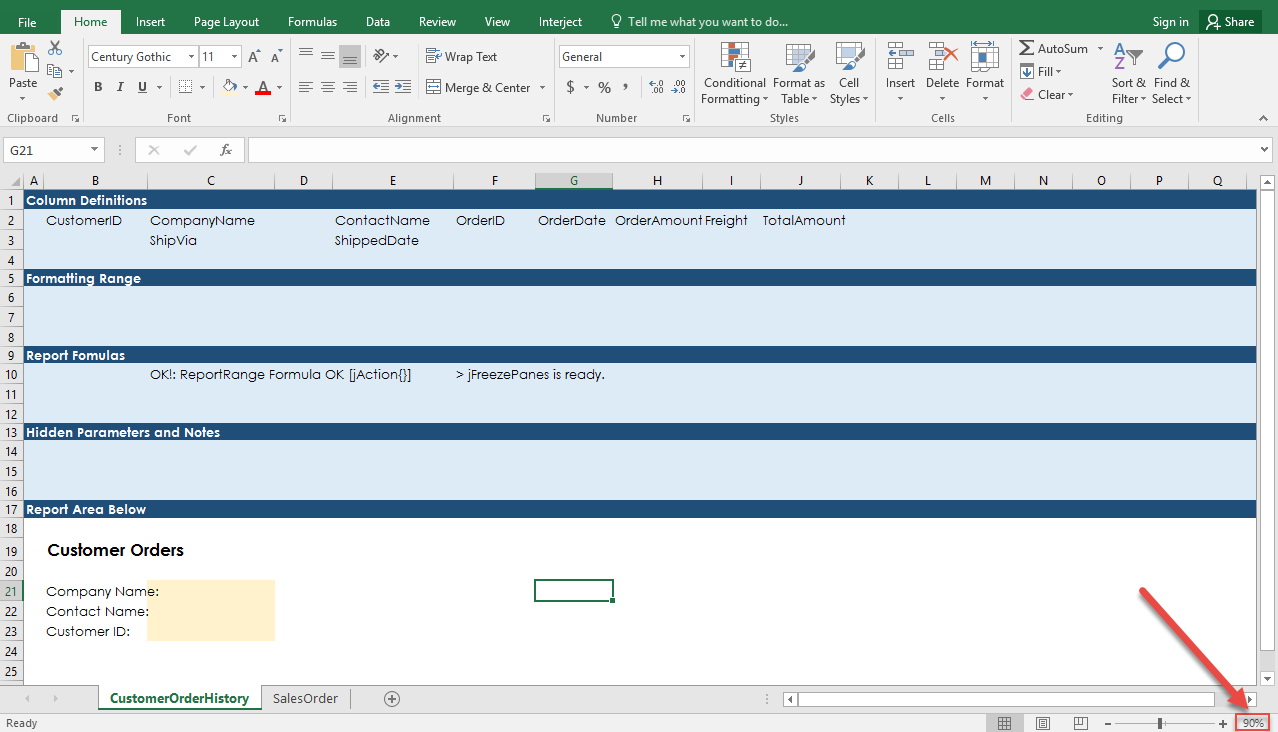 File Home Insert Page Layout Formulas Data Review View Interject Tell me what you want to do... Sign in Share
Paste
Century Gothic 11 A A
B I U A
Wrap Text
Merge & Center
General
$ % ,
Conditional Formatting
Format as Table
Cell Styles
Insert
Delete
Format
AutoSum
Fill
Clear
Sort & Filter
Find & Select
Clipboard Font Alignment Number Styles Cells Editing
G21 fx
A B C D E F G H I J K L M N O P Q
1 Column Definitions
2 CustomerID CompanyName ContactName OrderID OrderDate OrderAmount Freight TotalAmount
3 ShipVia ShippedDate
4
5 Formatting Range
6
7
8
9 Report Fomulas
10 OK!: ReportRange Formula OK [jAction{}] > jFreezePanes is ready.
11
12
13 Hidden Parameters and Notes
14
15
16
17 Report Area Below
18
19 Customer Orders
20
21 Company Name:
22 Contact Name:
23 Customer ID:
24
25
CustomerOrderHistory SalesOrder
Ready 90%